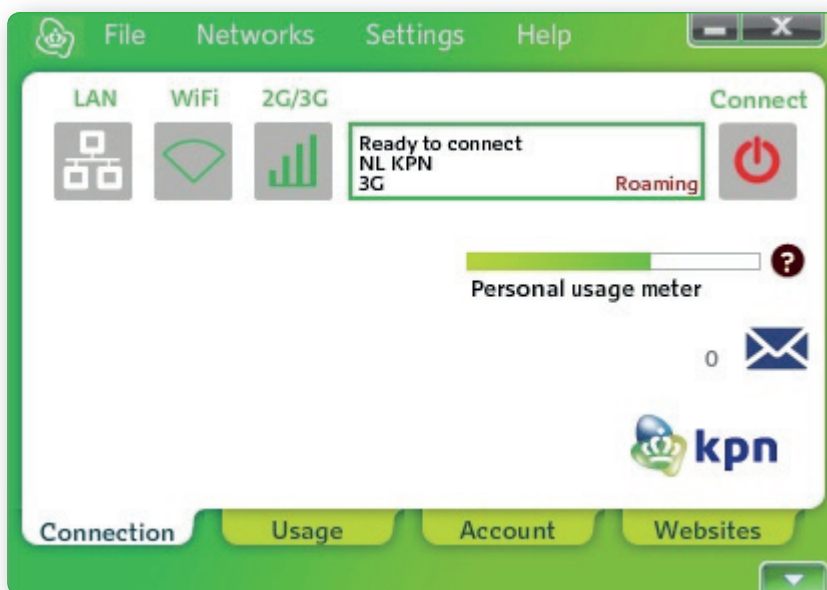 File Networks Settings Help
LAN WiFi 2G/3G Connect
Ready to connect
NL KPN
3G Roaming
?
Personal usage meter
0
kpn
Connection Usage Account Websites